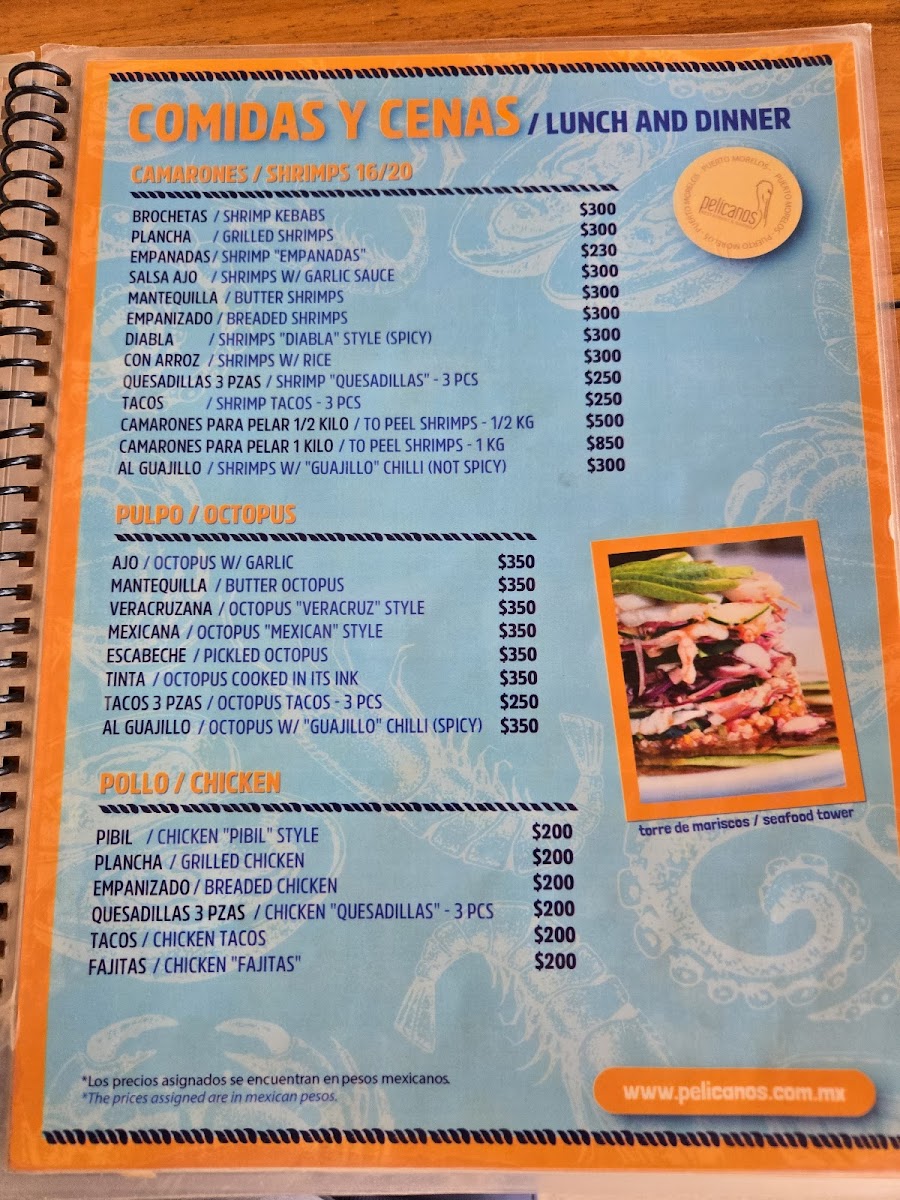 COMIDAS Y CENAS / LUNCH AND DINNER
CAMARONES / SHRIMPS 16/20
PUERTO MORELOS · PUERTO MORELOS · PUERTO MORELOS
pelicanos
BROCHETAS / SHRIMP KEBABS $300
PLANCHA / GRILLED SHRIMPS $300
EMPANADAS / SHRIMP "EMPANADAS" $230
SALSA AJO / SHRIMPS W/ GARLIC SAUCE $300
MANTEQUILLA / BUTTER SHRIMPS $300
EMPANIZADO / BREADED SHRIMPS $300
DIABLA / SHRIMPS "DIABLA" STYLE (SPICY) $300
CON ARROZ / SHRIMPS W/ RICE $300
QUESADILLAS 3 PZAS / SHRIMP "QUESADILLAS" - 3 PCS $250
TACOS / SHRIMP TACOS - 3 PCS $250
CAMARONES PARA PELAR 1/2 KILO / TO PEEL SHRIMPS - 1/2 KG $500
CAMARONES PARA PELAR 1 KILO / TO PEEL SHRIMPS - 1 KG $850
AL GUAJILLO / SHRIMPS W/ "GUAJILLO" CHILLI (NOT SPICY) $300
PULPO / OCTOPUS
AJO / OCTOPUS W/ GARLIC $350
MANTEQUILLA / BUTTER OCTOPUS $350
VERACRUZANA / OCTOPUS "VERACRUZ" STYLE $350
MEXICANA / OCTOPUS "MEXICAN" STYLE $350
ESCABECHE / PICKLED OCTOPUS $350
TINTA / OCTOPUS COOKED IN ITS INK $350
TACOS 3 PZAS / OCTOPUS TACOS - 3 PCS $250
AL GUAJILLO / OCTOPUS W/ "GUAJILLO" CHILLI (SPICY) $350
torre de mariscos / seafood tower
POLLO / CHICKEN
PIBIL / CHICKEN "PIBIL" STYLE $200
PLANCHA / GRILLED CHICKEN $200
EMPANIZADO / BREADED CHICKEN $200
QUESADILLAS 3 PZAS / CHICKEN "QUESADILLAS" - 3 PCS $200
TACOS / CHICKEN TACOS $200
FAJITAS / CHICKEN "FAJITAS" $200
*Los precios asignados se encuentran en pesos mexicanos.
*The prices assigned are in mexican pesos.
www.pelicanos.com.mx